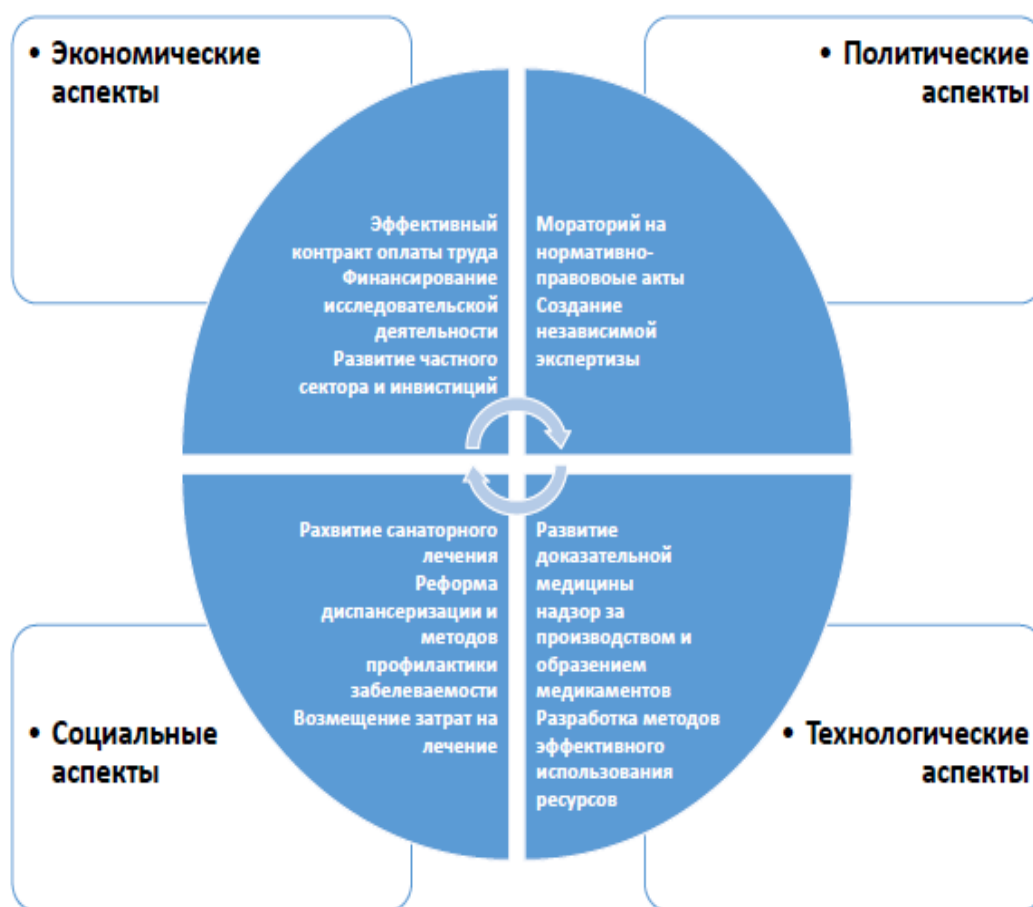 • Экономические
аспекты
Эффективный
контракт оплаты труда
Финансирование
исследовательской
деятельности
Развитие частного
сектора и инвистиций
• Политические
аспекты
Мораторий на
нормативно-
правовоые акты
Создание
независимой
экспертизы
• Социальные
аспекты
Рахвитие санаторного
лечения
Реформа
диспансеризации и
методов
профилактики
забелеваемости
Возмещение затрат на
лечение
• Технологические
аспекты
Развитие
доказательной
медицины
надзор за
производством и
образением
медикаментов
Разработка методов
эффективного
использования
ресурсов